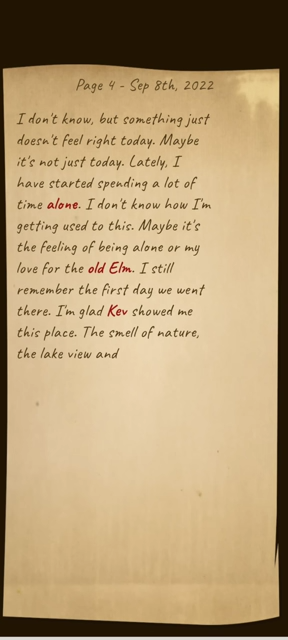 Page 4 - Sep 8th, 2022
I don't know, but something just
doesn't feel right today. Maybe
it's not just today. Lately, I
have started spending a lot of
time alone. I don't know how I'm
getting used to this. Maybe it's
the feeling of being alone or my
love for the old Elm. I still
remember the first day we went
there. I'm glad Kev showed me
this place. The smell of nature,
the lake view and